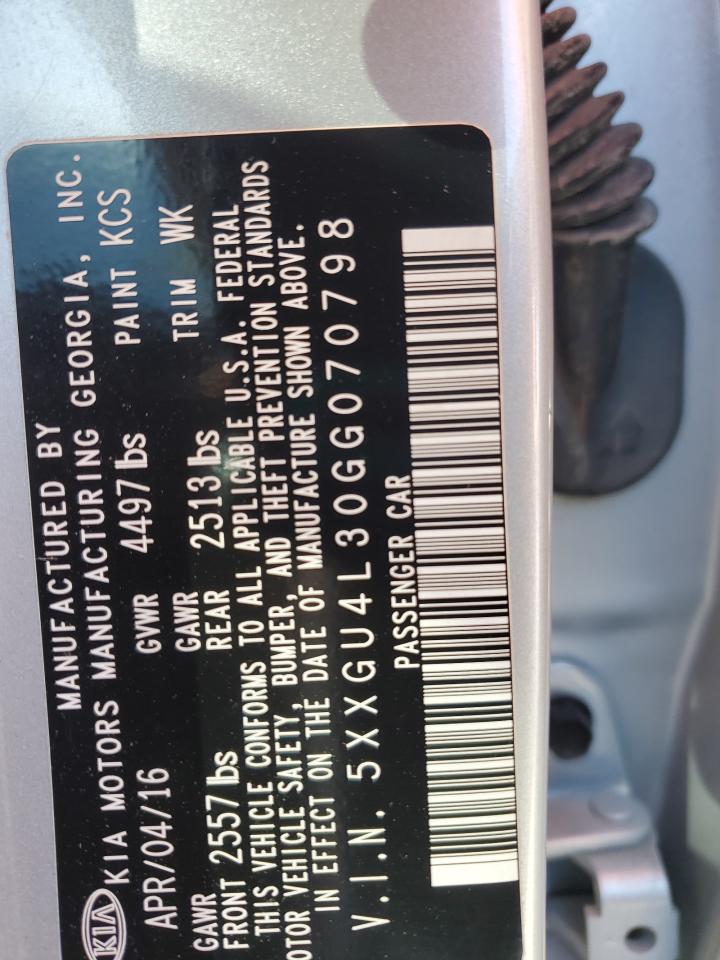 MANUFACTURED BY
KIA KIA MOTORS MANUFACTURING GEORGIA, INC.
APR/04/16 GVWR 4497 lbs PAINT KCS
GAWR GAWR TRIM WK
FRONT 2557 lbs REAR 2513 lbs
THIS VEHICLE CONFORMS TO ALL APPLICABLE U.S.A. FEDERAL
OTOR VEHICLE SAFETY, BUMPER, AND THEFT PREVENTION STANDARDS
IN EFFECT ON THE DATE OF MANUFACTURE SHOWN ABOVE.
V.I.N. 5XXGU4L30GG070798
PASSENGER CAR